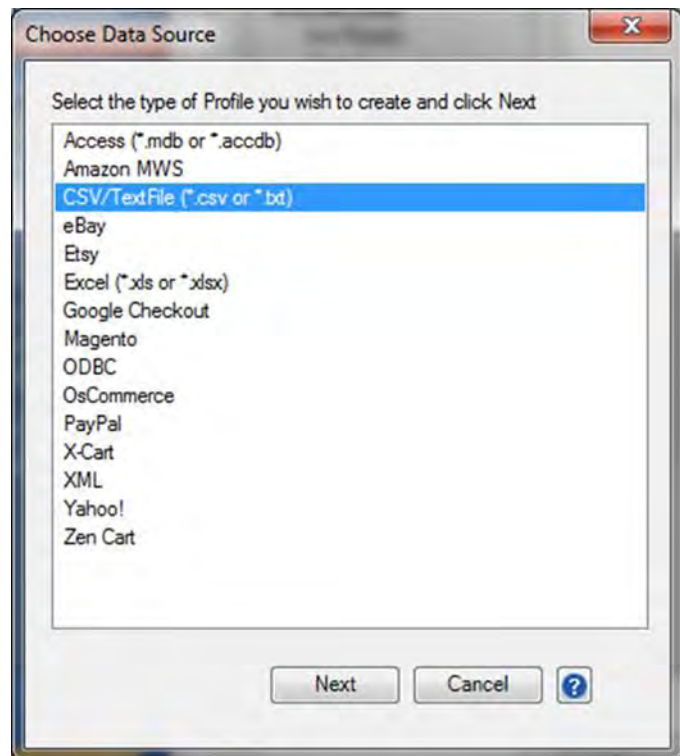 Choose Data Source
Select the type of Profile you wish to create and click Next
Access (*.mdb or *.accdb)
Amazon MWS
CSV/TextFile (*.csv or *.txt)
eBay
Etsy
Excel (*.xls or *.xlsx)
Google Checkout
Magento
ODBC
OsCommerce
PayPal
X-Cart
XML
Yahoo!
Zen Cart
Next Cancel ?